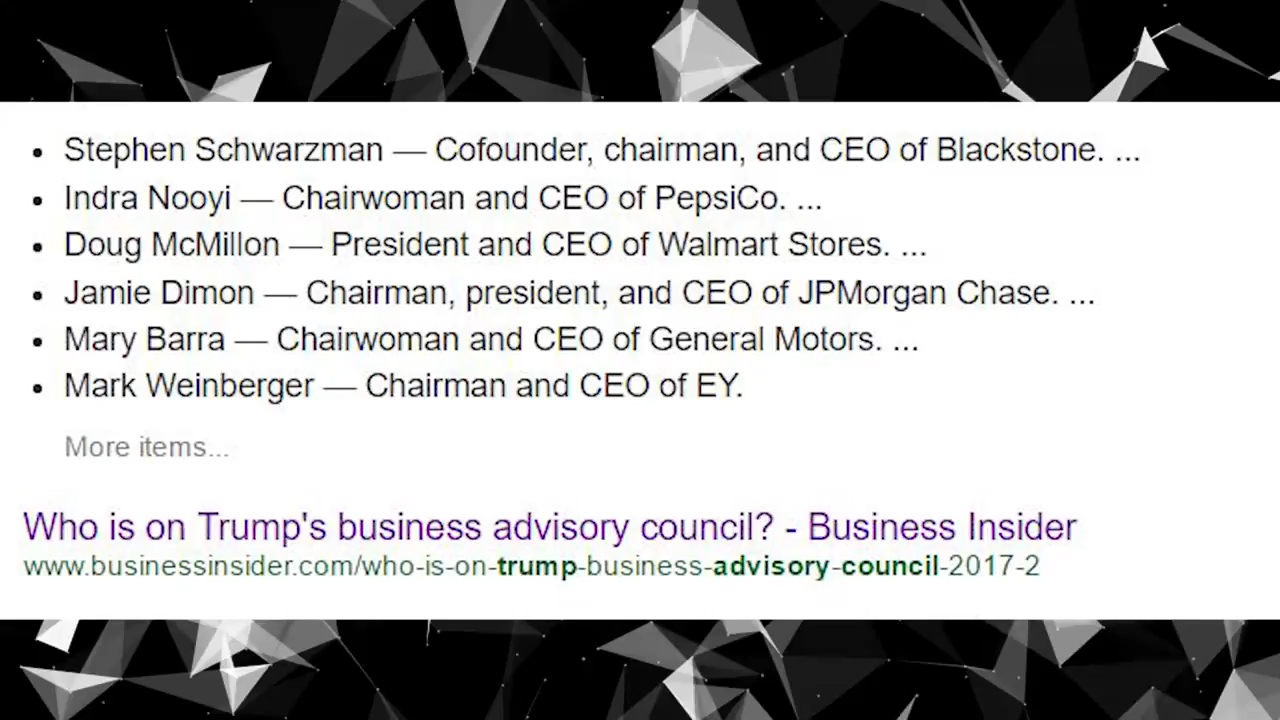 • Stephen Schwarzman — Cofounder, chairman, and CEO of Blackstone. ...
• Indra Nooyi — Chairwoman and CEO of PepsiCo. ...
• Doug McMillon — President and CEO of Walmart Stores. ...
• Jamie Dimon — Chairman, president, and CEO of JPMorgan Chase. ...
• Mary Barra — Chairwoman and CEO of General Motors. ...
• Mark Weinberger — Chairman and CEO of EY.
More items...
Who is on Trump's business advisory council? - Business Insider
www.businessinsider.com/who-is-on-trump-business-advisory-council-2017-2